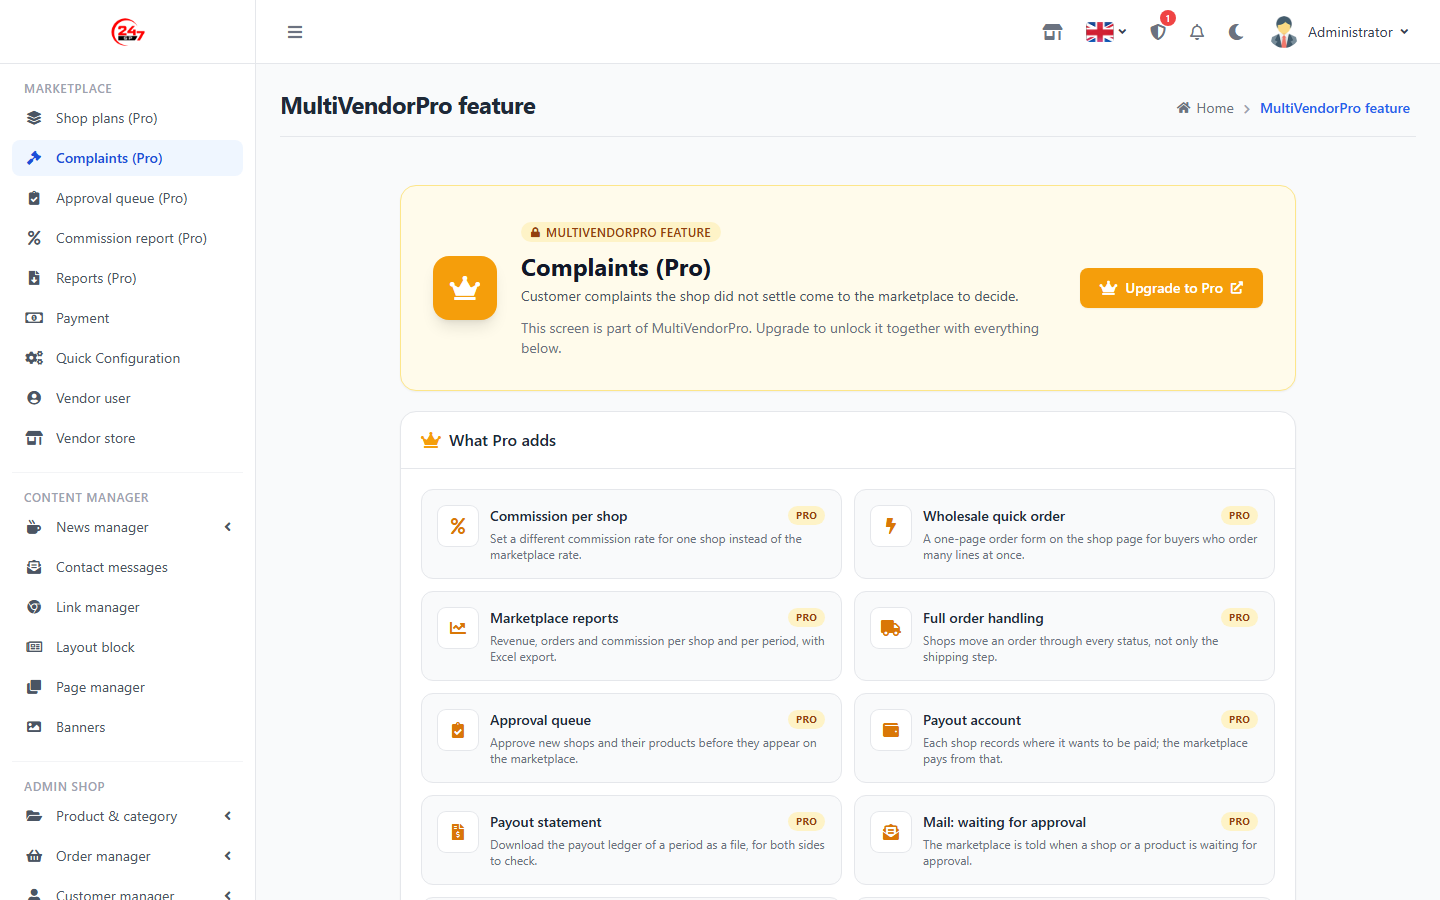 247
MARKETPLACE
Shop plans (Pro)
Complaints (Pro)
Approval queue (Pro)
Commission report (Pro)
Reports (Pro)
Payment
Quick Configuration
Vendor user
Vendor store
CONTENT MANAGER
News manager
Contact messages
Link manager
Layout block
Page manager
Banners
ADMIN SHOP
Product & category
Order manager
Customer manager
1
Administrator
MultiVendorPro feature
Home
MultiVendorPro feature
MULTIVENDORPRO FEATURE
Complaints (Pro)
Customer complaints the shop did not settle come to the marketplace to decide.
This screen is part of MultiVendorPro. Upgrade to unlock it together with everything
below.
Upgrade to Pro
What Pro adds
Commission per shop
PRO
Set a different commission rate for one shop instead of the
marketplace rate.
Wholesale quick order
PRO
A one-page order form on the shop page for buyers who order
many lines at once.
Marketplace reports
PRO
Revenue, orders and commission per shop and per period, with
Excel export.
Full order handling
PRO
Shops move an order through every status, not only the
shipping step.
Approval queue
PRO
Approve new shops and their products before they appear on
the marketplace.
Payout account
PRO
Each shop records where it wants to be paid; the marketplace
pays from that.
Payout statement
PRO
Download the payout ledger of a period as a file, for both sides
to check.
Mail: waiting for approval
PRO
The marketplace is told when a shop or a product is waiting for
approval.